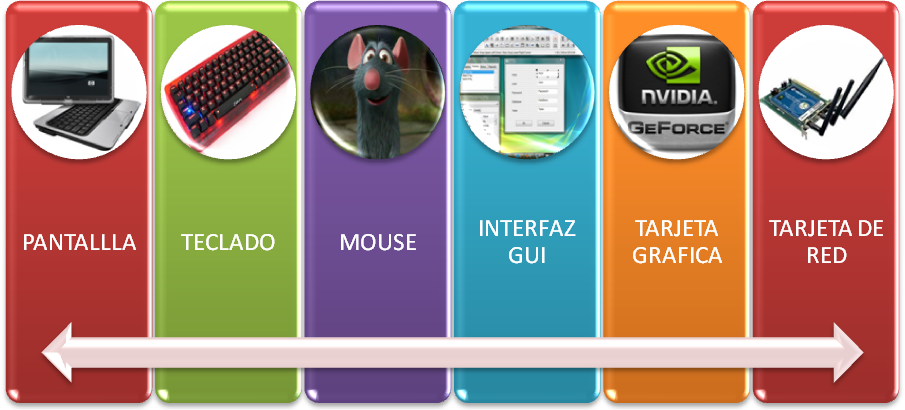 NVIDIA.
GEFORCE
PANTALLLA
TECLADO
MOUSE
INTERFAZ
GUI
TARJETA
GRAFICA
TARJETA DE
RED